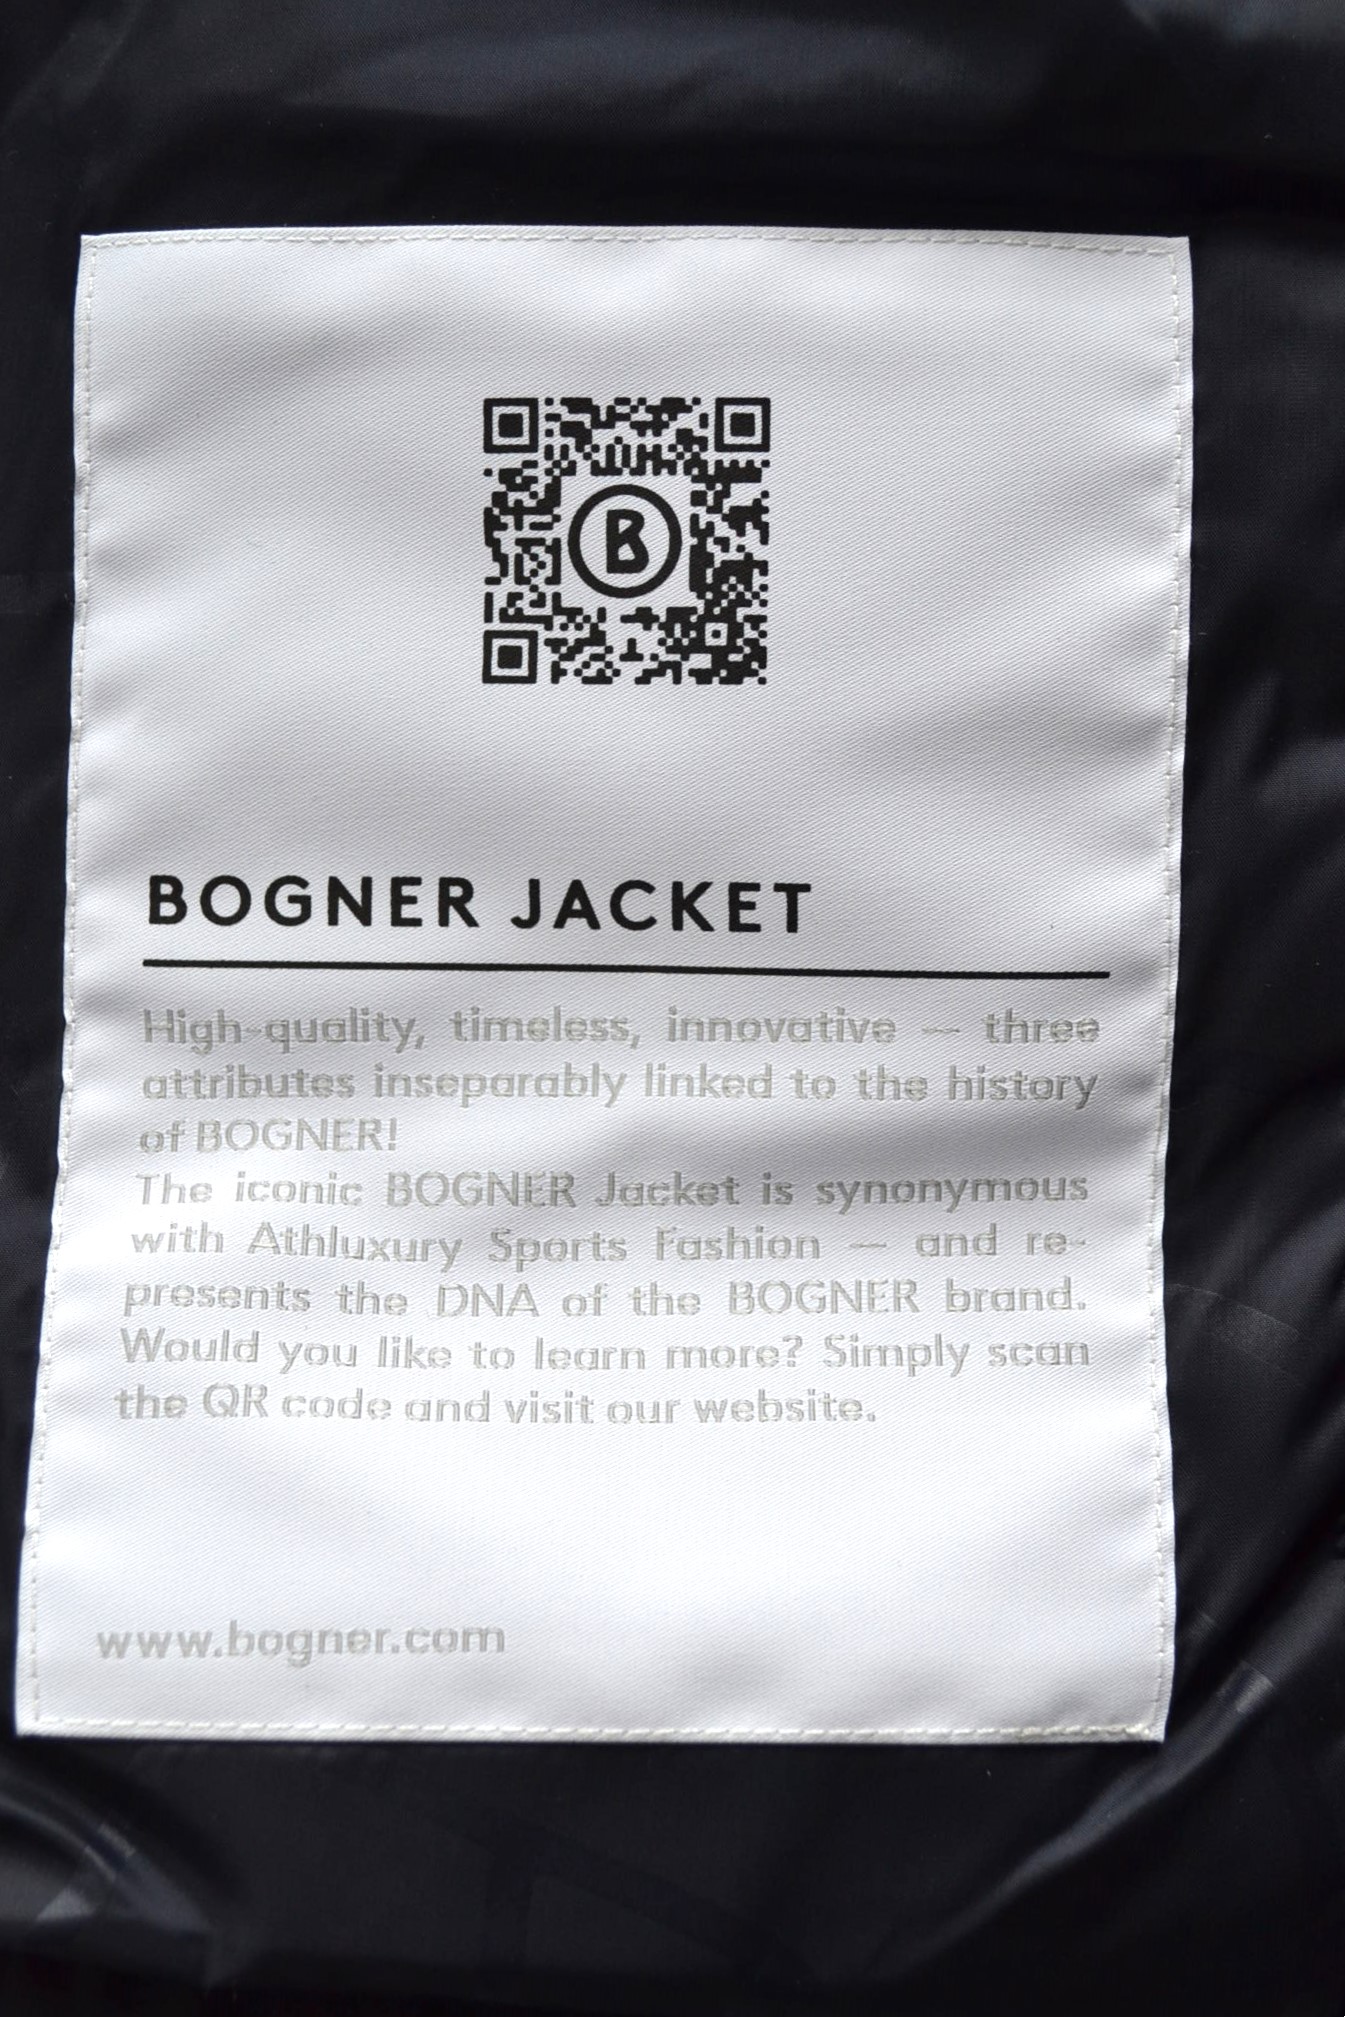 B
BOGNER JACKET
High-quality, timeless, innovative — three
attributes inseparably linked to the history
of BOGNER!
The iconic BOGNER Jacket is synonymous
with Athluxury Sports Fashion — and re-
presents the DNA of the BOGNER brand.
Would you like to learn more? Simply scan
the QR code and visit our website.
www.bogner.com